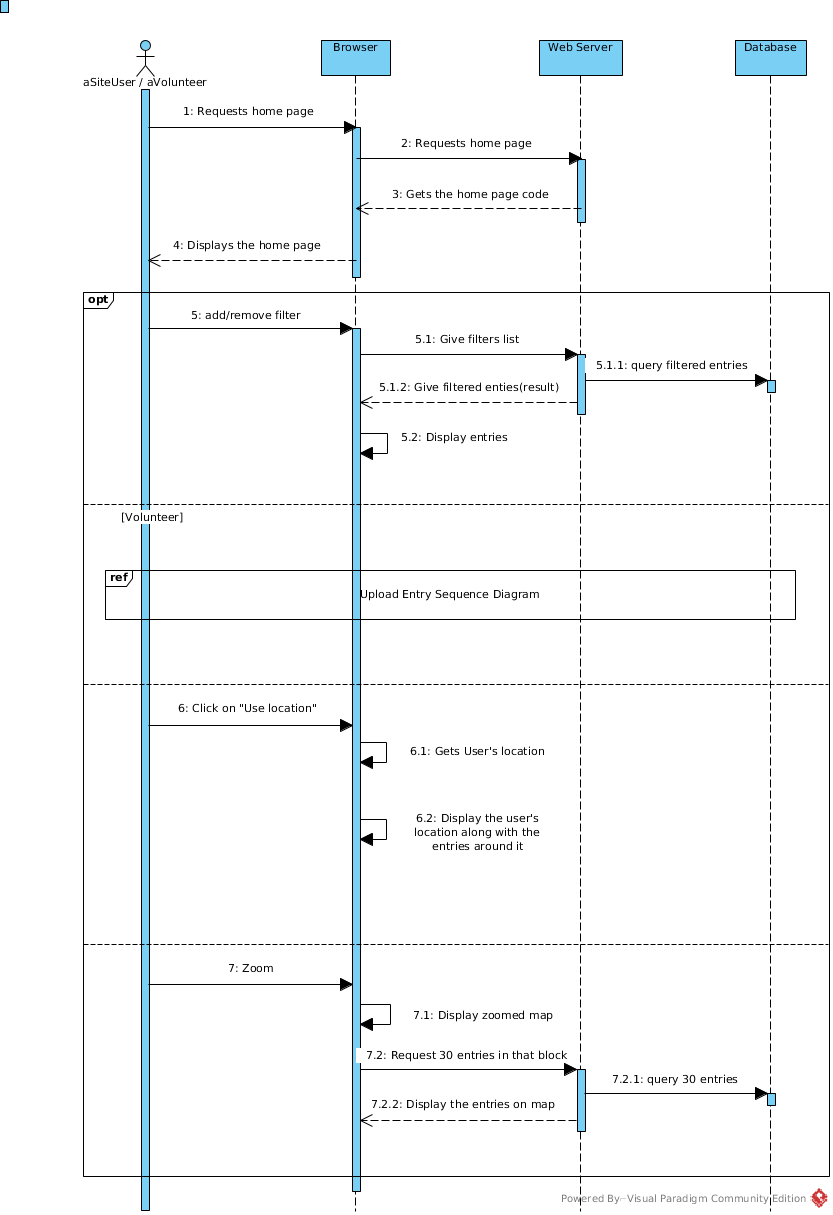 Browser
Web Server
Database
aSiteUser / aVolunteer
1: Requests home page
2: Requests home page
3: Gets the home page code
4: Displays the home page
opt
5: add/remove filter
5.1: Give filters list
5.1.1: query filtered entries
5.1.2: Give filtered enties(result)
5.2: Display entries
[Volunteer]
ref
Upload Entry Sequence Diagram
6: Click on "Use location"
6.1: Gets User's location
6.2: Display the user's
location along with the
entries around it
7: Zoom
7.1: Display zoomed map
7.2: Request 30 entries in that block
7.2.1: query 30 entries
7.2.2: Display the entries on map
Powered By Visual Paradigm Community Edition